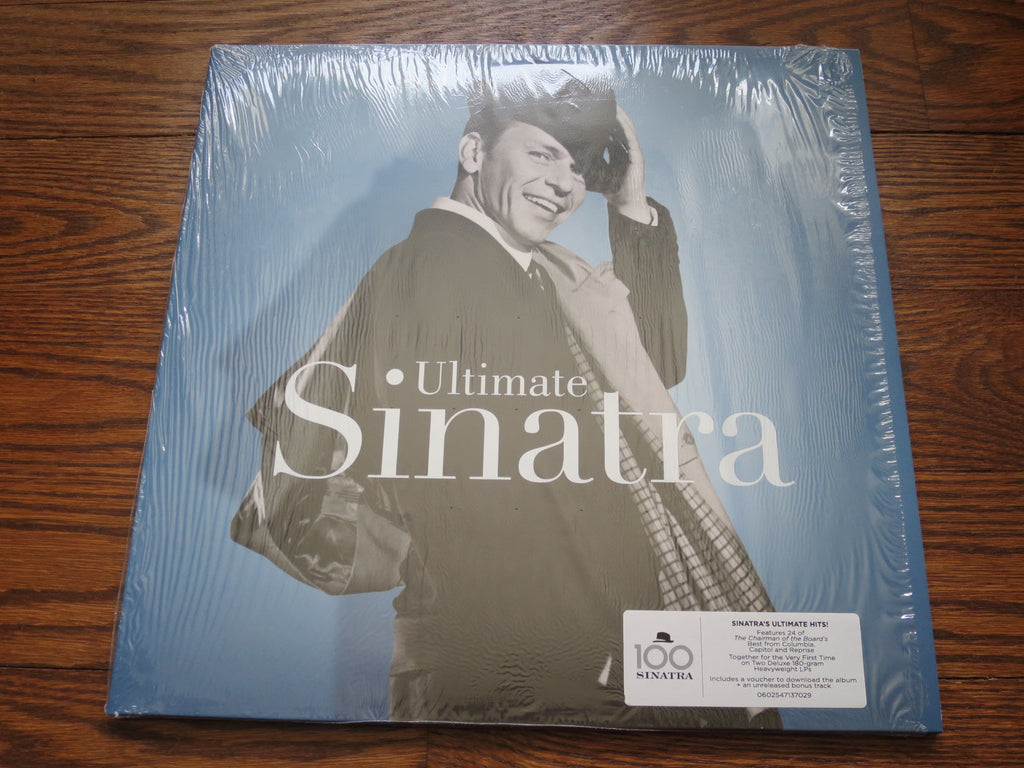 Ultimate
Sinatra
100
SINATRA
SINATRA'S ULTIMATE HITS!
Features 24 of
The Chairman of the Board's
Best from Columbia,
Capitol and Reprise
Together for the Very First Time
on Two Deluxe 180-gram
Heavyweight LPs
Includes a voucher to download the album
+ an unreleased bonus track
0602547137029